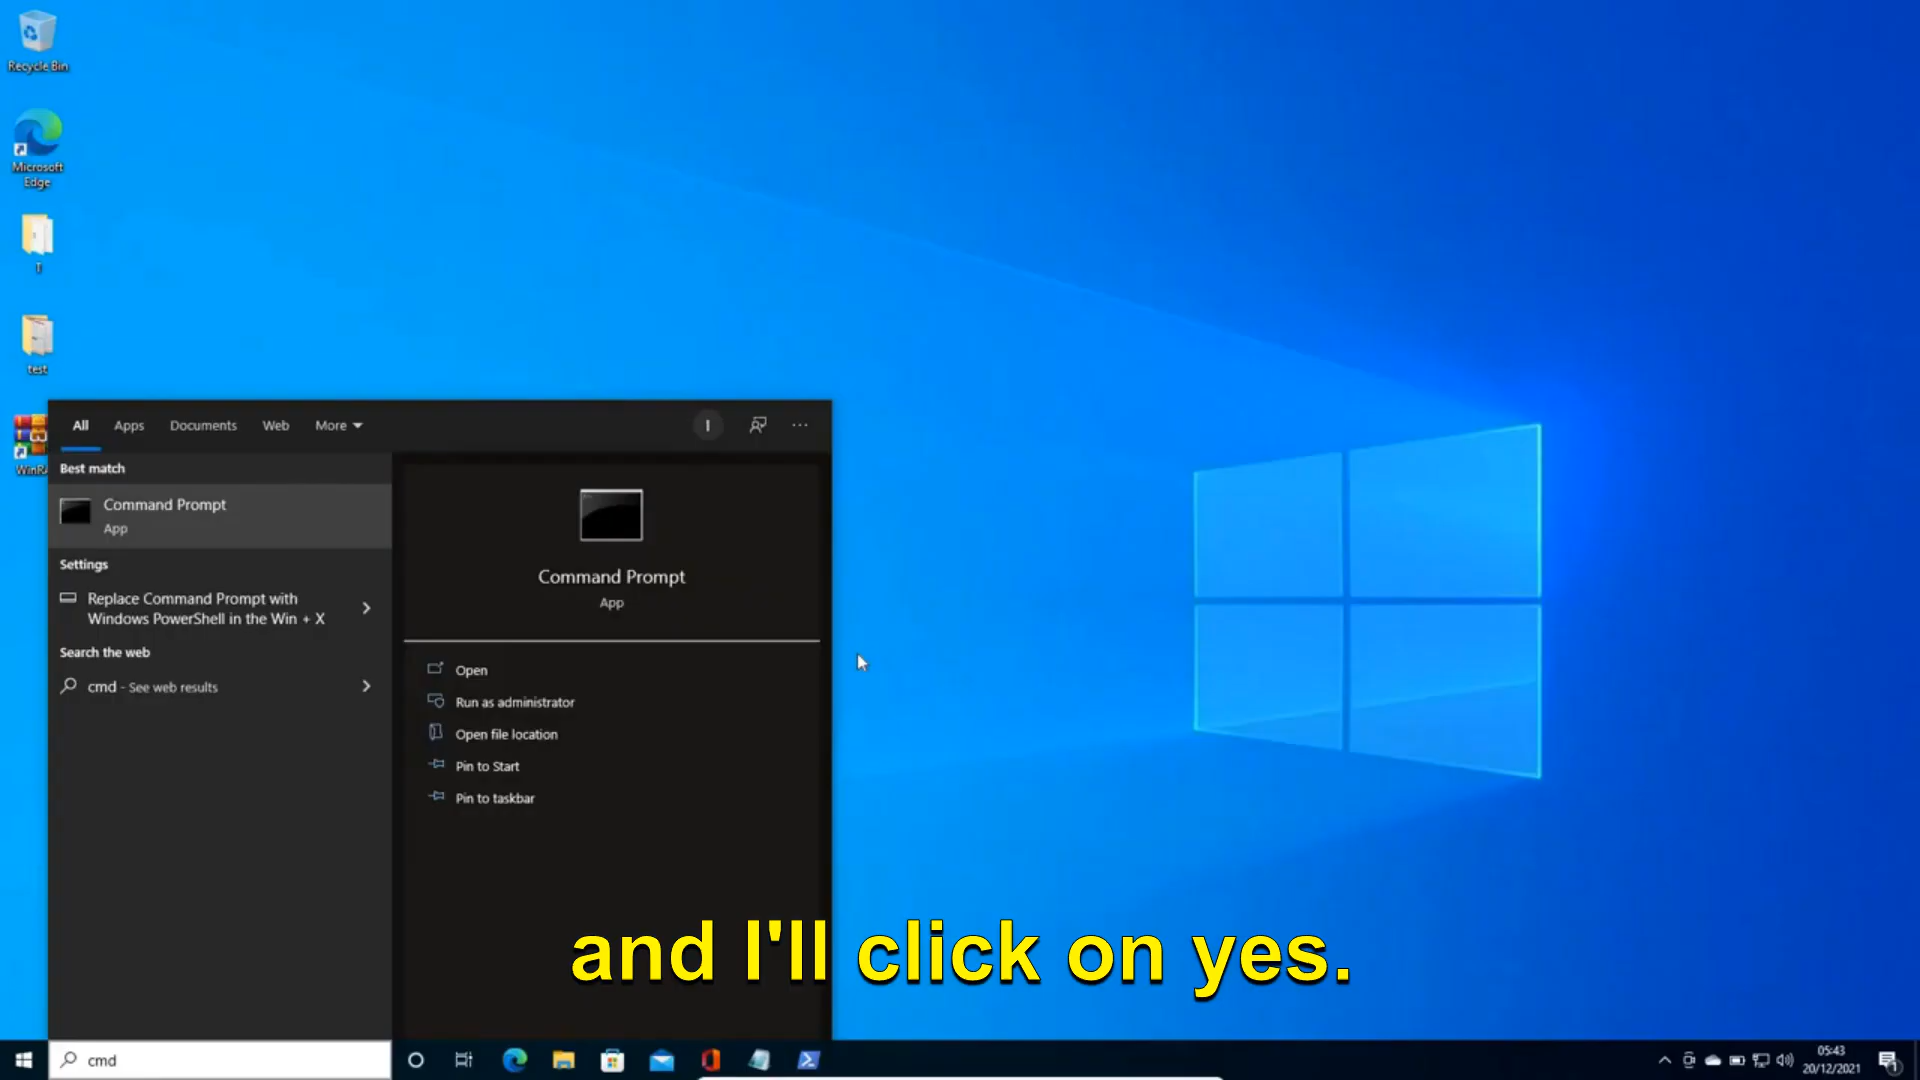 Recycle Bin
Microsoft
Edge
T
test
WinRA
All
Apps
Documents
Web
More
I
Best match
Command Prompt
App
Settings
Replace Command Prompt with
Windows PowerShell in the Win + X
Search the web
cmd - See web results
Command Prompt
App
Open
Run as administrator
Open file location
Pin to Start
Pin to taskbar
and I'll click on yes.
cmd
05:43
20/12/2021
1